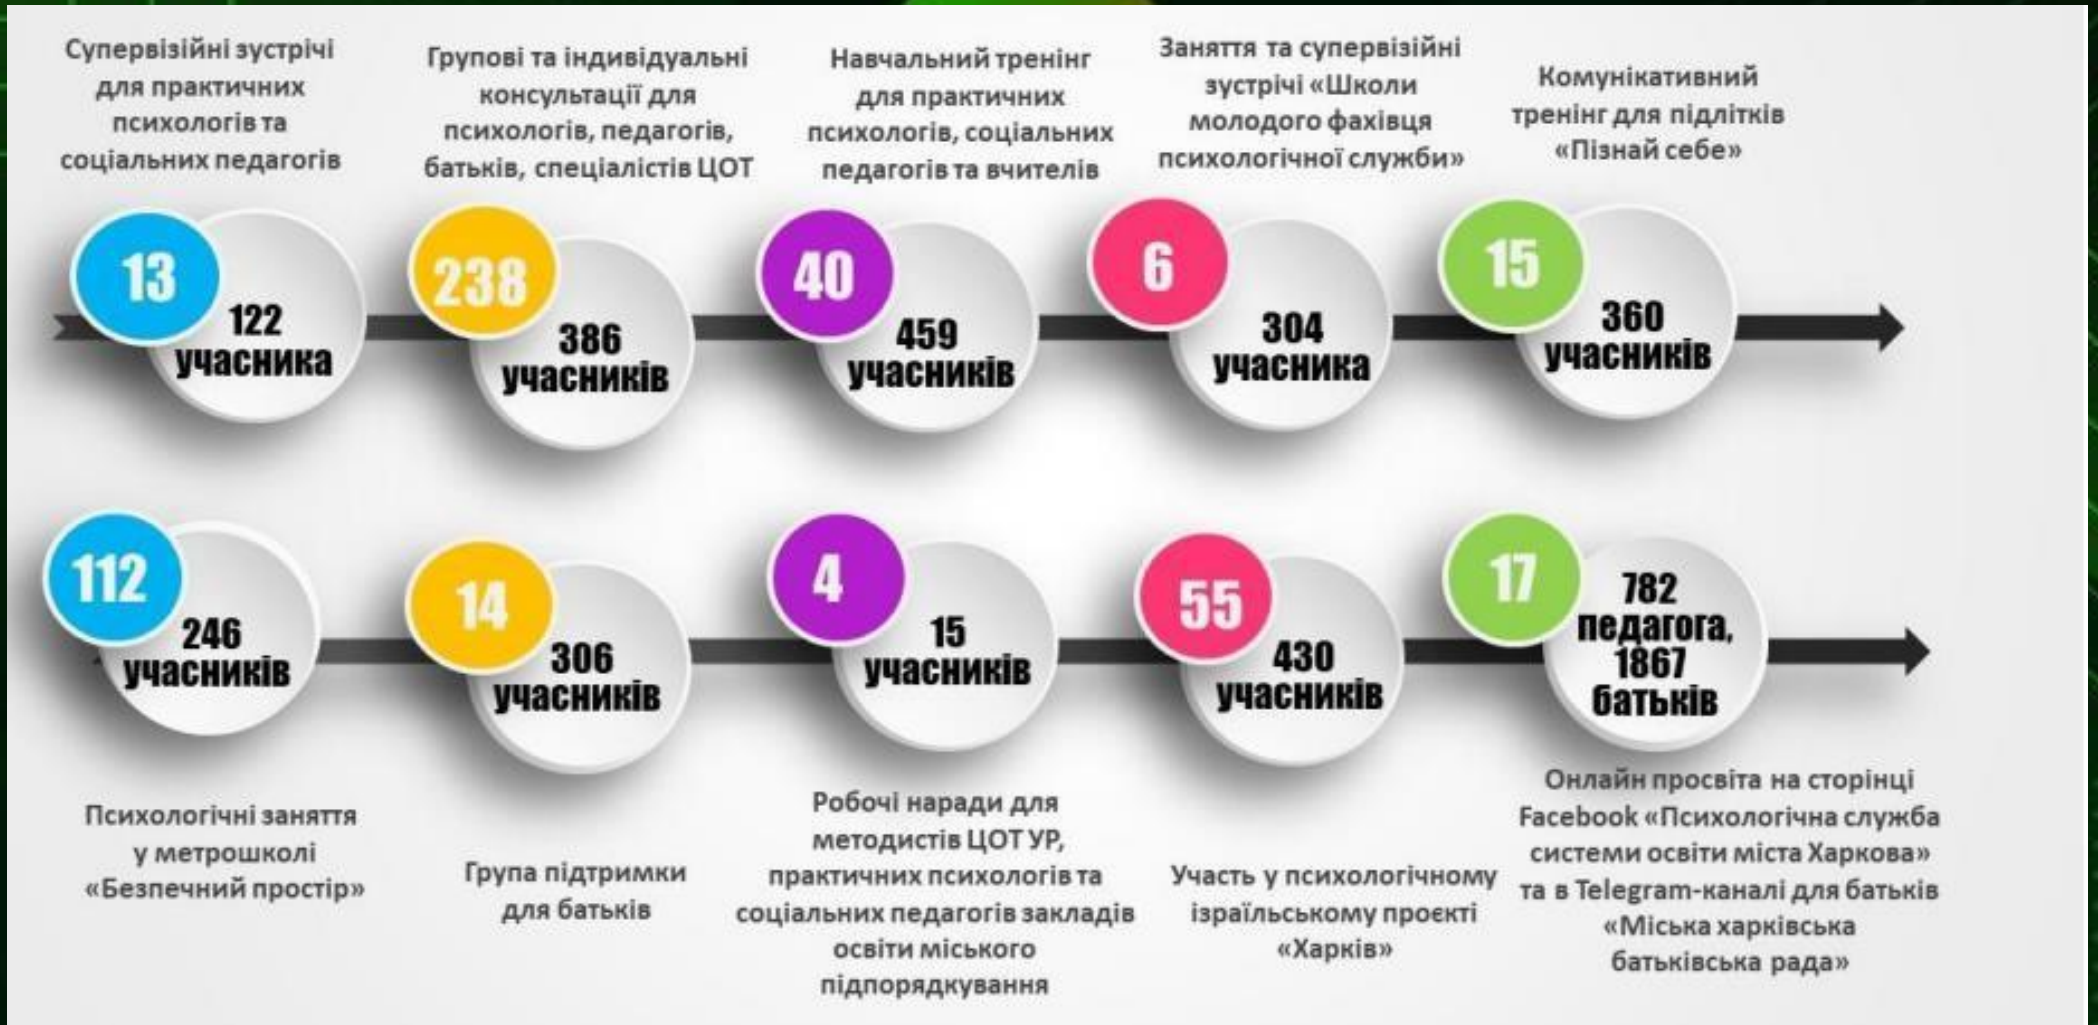 Супервізійні зустрічі
для практичних
психологів та
соціальних педагогів
13
122
учасника
Групові та індивідуальні
консультації для
психологів, педагогів,
батьків, спеціалістів ЦОТ
238
386
учасників
Навчальний тренінг
для практичних
психологів, соціальних
педагогів та вчителів
40
459
учасників
Заняття та супервізійні
зустрічі «Школи
молодого фахівця
психологічної служби»
6
304
учасника
Комунікативний
тренінг для підлітків
«Пізнай себе»
15
360
учасників
112
246
учасників
Психологічні заняття
у метрошколі
«Безпечний простір»
14
306
учасників
Група підтримки
для батьків
4
15
учасників
Робочі наради для
методистів ЦОТ УР,
практичних психологів та
соціальних педагогів закладів
освіти міського
підпорядкування
55
430
учасників
Участь у психологічному
ізраїльському проєкті
«Харків»
17
782
педагога,
1867
батьків
Онлайн просвіта на сторінці
Facebook «Психологічна служба
системи освіти міста Харкова»
та в Telegram-каналі для батьків
«Міська харківська
батьківська рада»